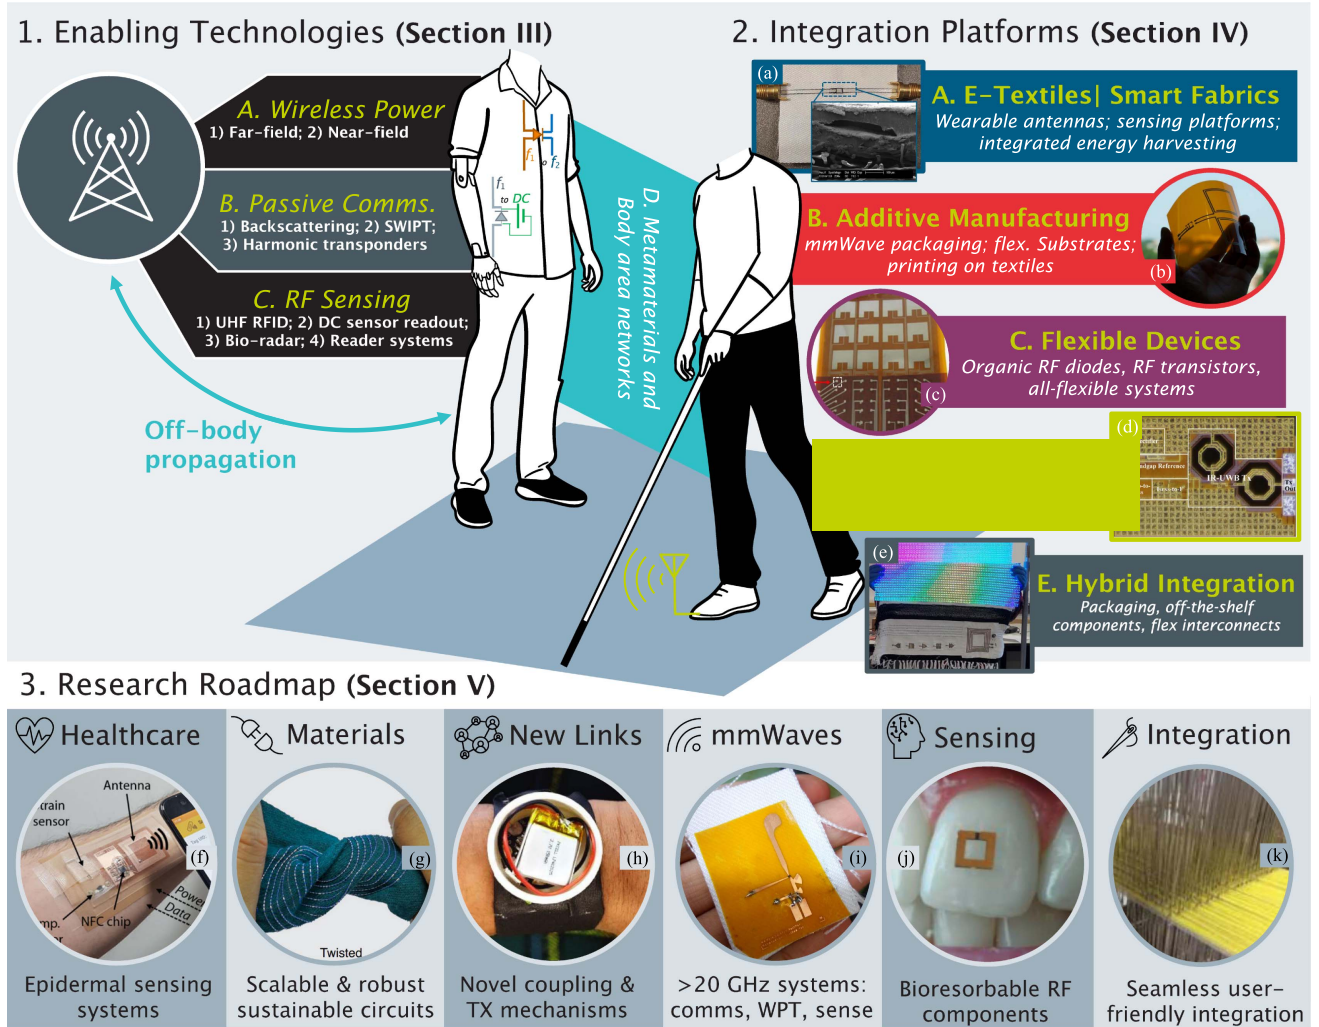 1. Enabling Technologies (Section III)
A. Wireless Power
1) Far-field; 2) Near-field
B. Passive Comms.
1) Backscattering; 2) SWIPT;
3) Harmonic transponders
C. RF Sensing
1) UHF RFID; 2) DC sensor readout;
3) Bio-radar; 4) Reader systems
Off-body
propagation
f1 to f2
f1
to DC
D. Metamaterials and
Body area networks
2. Integration Platforms (Section IV)
(a)
A. E-Textiles| Smart Fabrics
Wearable antennas; sensing platforms;
integrated energy harvesting
B. Additive Manufacturing
mmWave packaging; flex. Substrates;
printing on textiles
(b)
C. Flexible Devices
Organic RF diodes, RF transistors,
all-flexible systems
(c)
(d)
Reference
IR-UWB Tx
Tx
Out
(e)
E. Hybrid Integration
Packaging, off-the-shelf
components, flex interconnects
3. Research Roadmap (Section V)
Healthcare
Antenna
train
sensor
(f)
Power
Data
mp.
NFC chip
Epidermal sensing
systems
Materials
(g)
Twisted
Scalable & robust
sustainable circuits
New Links
(h)
Novel coupling &
TX mechanisms
mmWaves
(i)
>20 GHz systems:
comms, WPT, sense
Sensing
(j)
Bioresorbable RF
components
Integration
(k)
Seamless user-
friendly integration